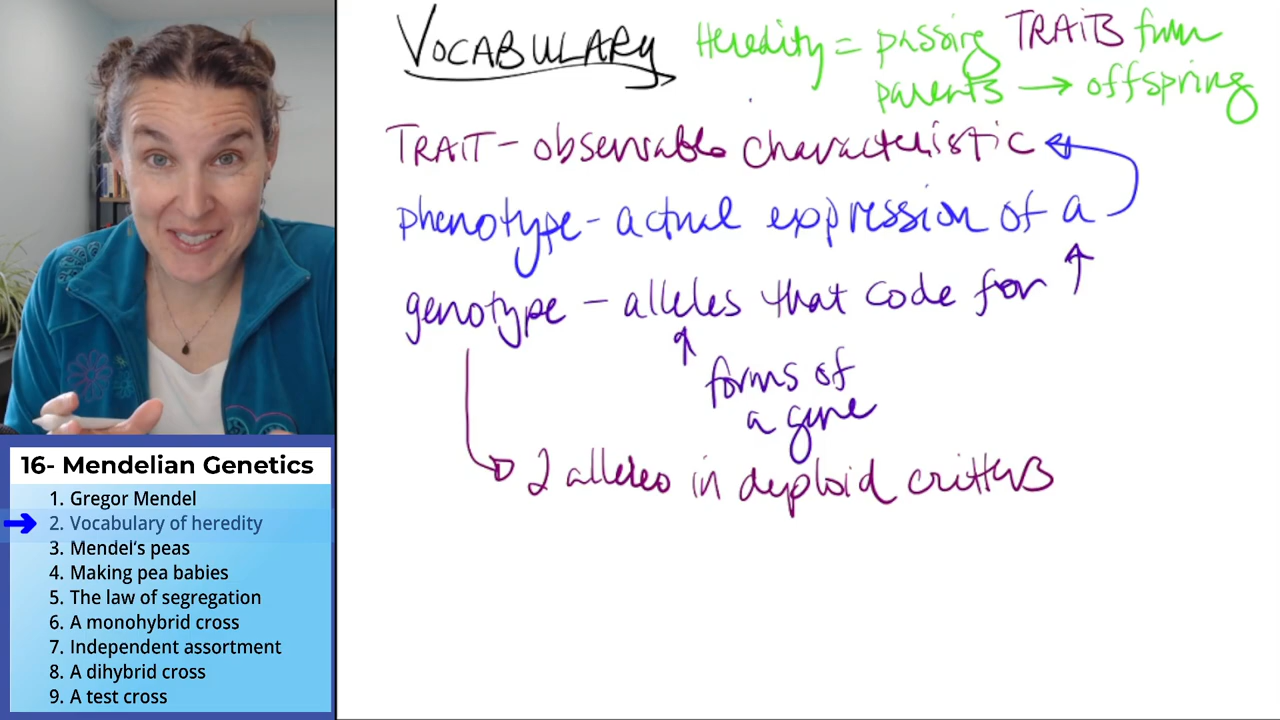 VOCABULARY
Heredity = passing TRAITS from
parents → offspring
TRAIT - observable characteristic
phenotype - actual expression of a
genotype - alleles that code for
forms of
a gene
2 alleles in diploid critters
16- Mendelian Genetics
1. Gregor Mendel
2. Vocabulary of heredity
3. Mendel's peas
4. Making pea babies
5. The law of segregation
6. A monohybrid cross
7. Independent assortment
8. A dihybrid cross
9. A test cross